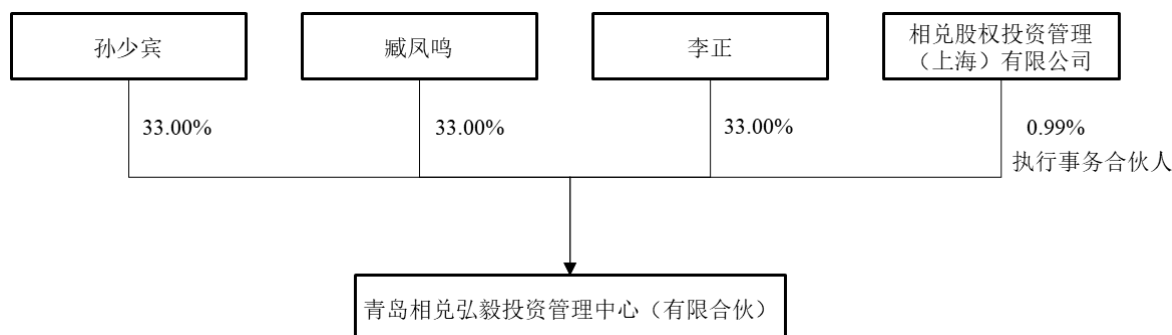 孙少宾
臧凤鸣
李正
相兑股权投资管理
（上海）有限公司
33.00%
33.00%
33.00%
0.99%
执行事务合伙人
青岛相兑弘毅投资管理中心（有限合伙）